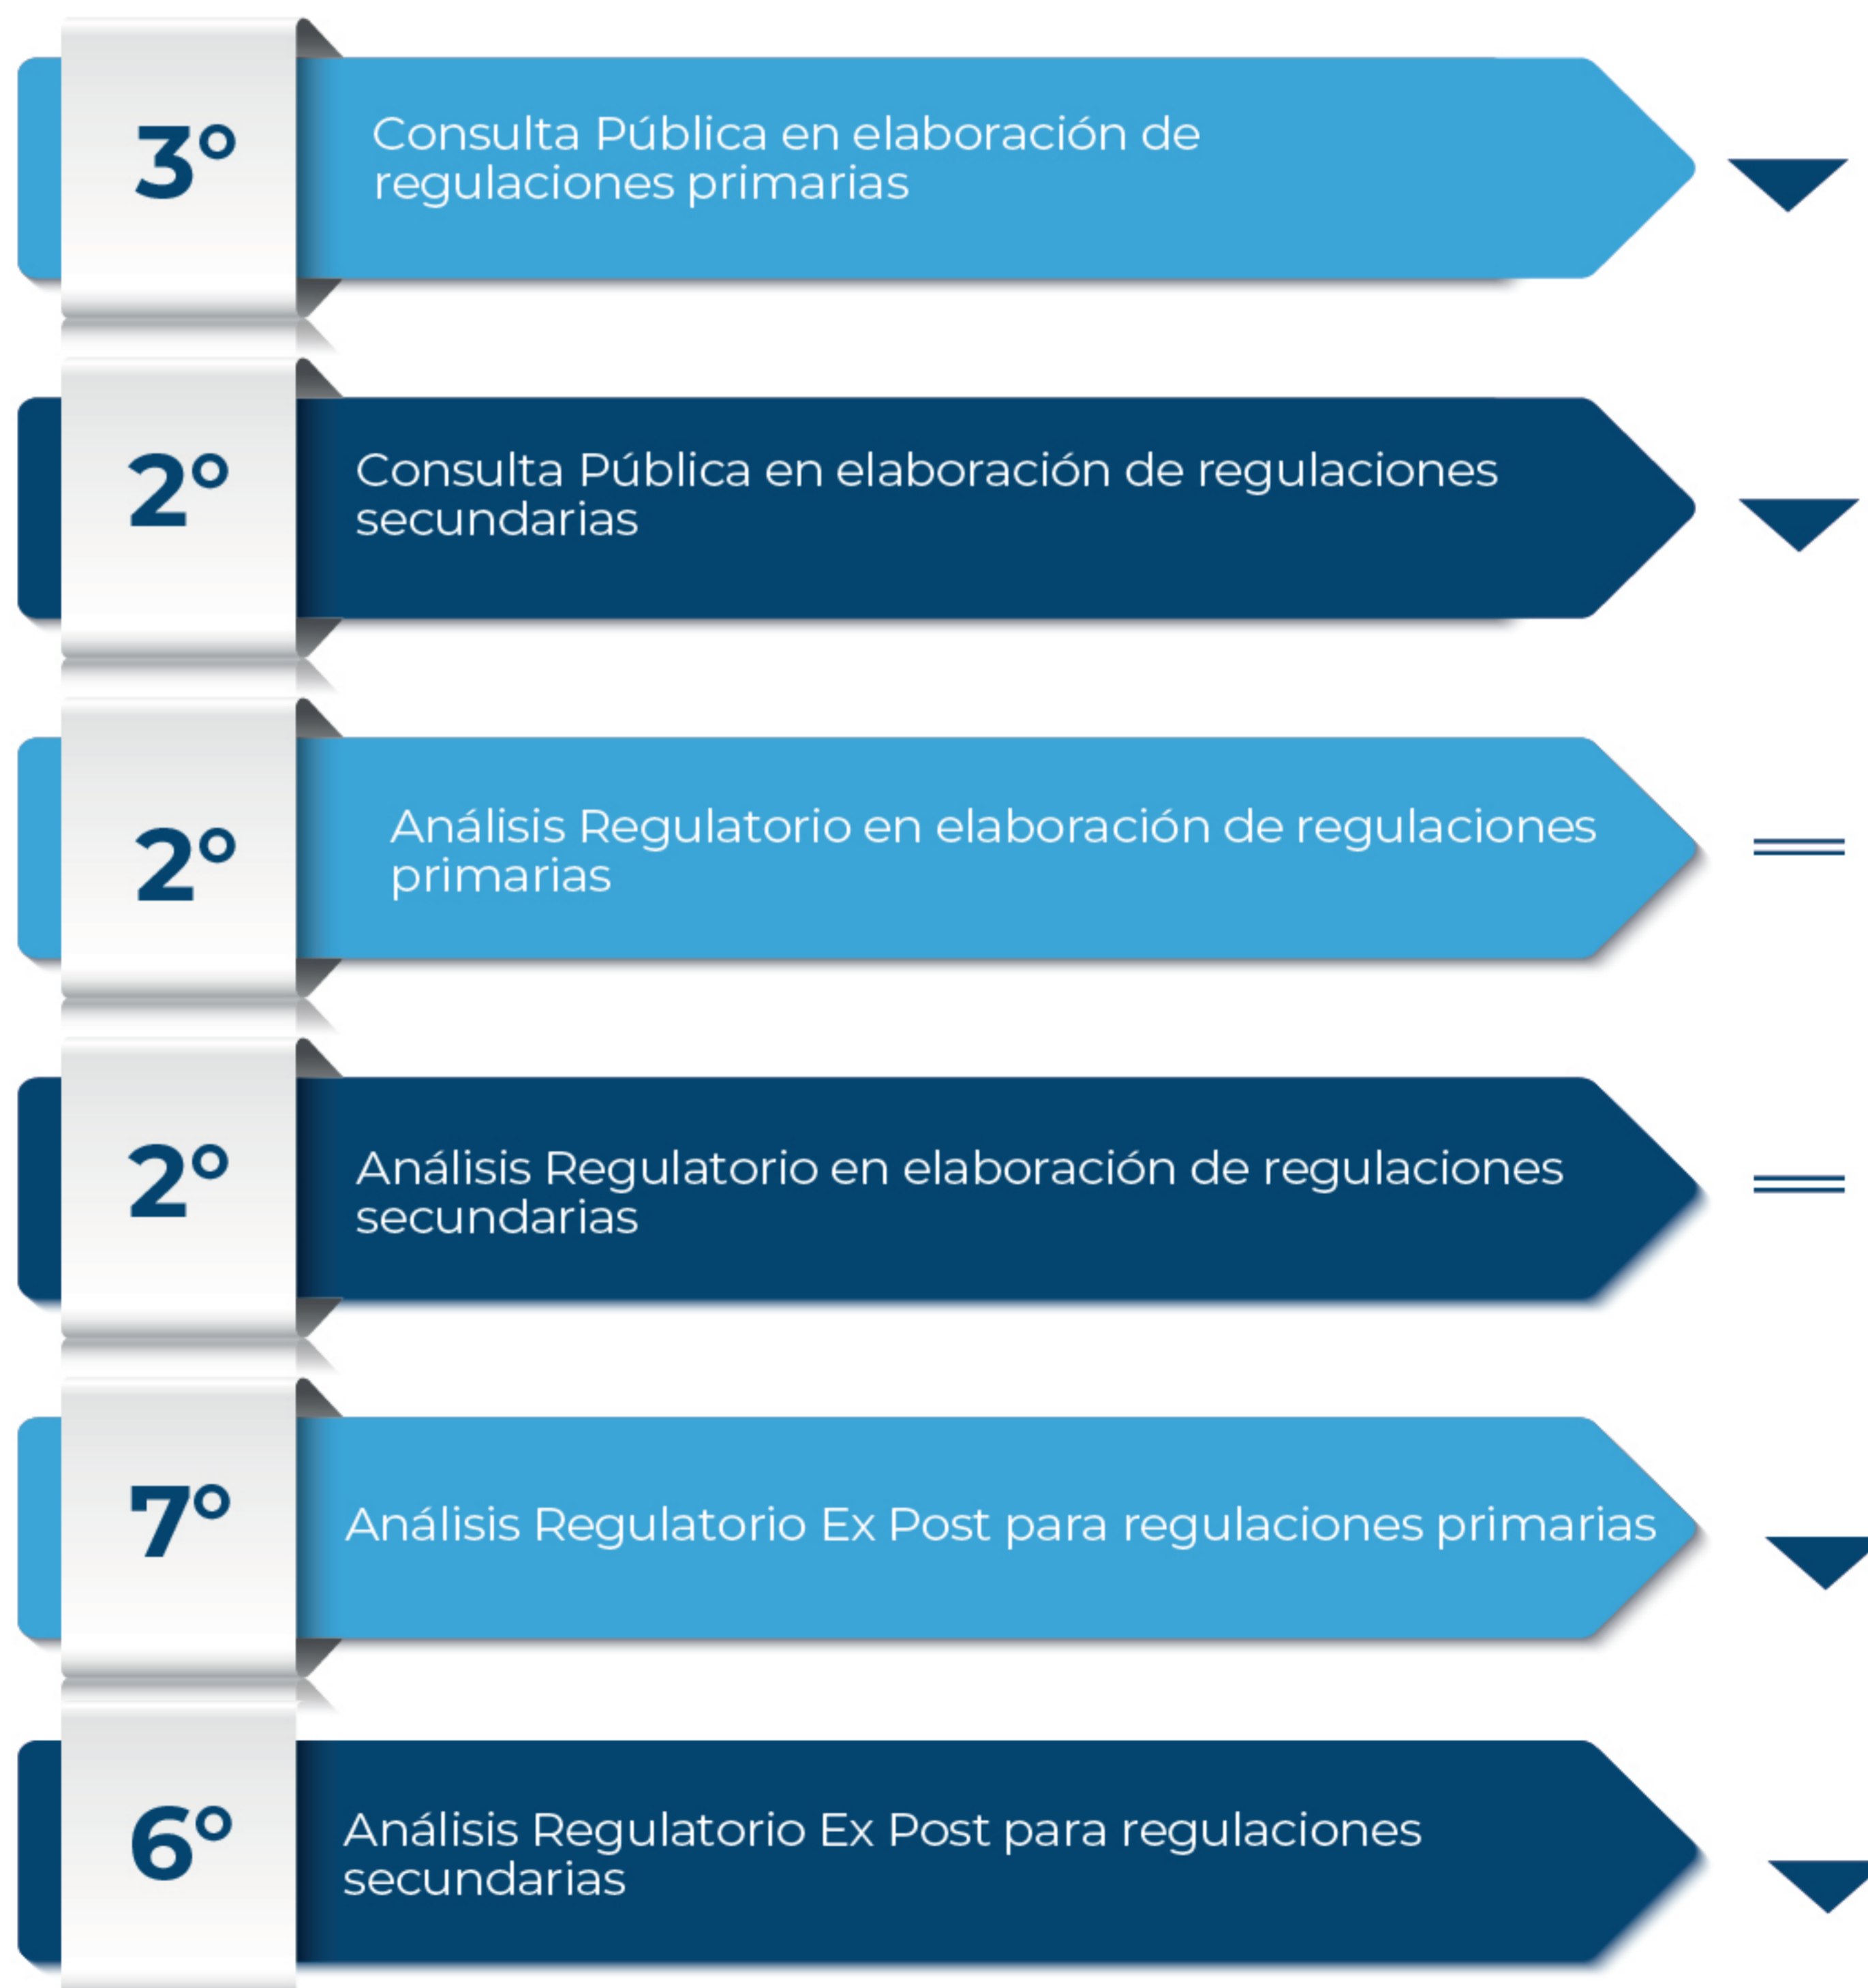 3°
Consulta Pública en elaboración de
regulaciones primarias
2°
Consulta Pública en elaboración de regulaciones
secundarias
2°
Análisis Regulatorio en elaboración de regulaciones
primarias
2°
Análisis Regulatorio en elaboración de regulaciones
secundarias
7°
Análisis Regulatorio Ex Post para regulaciones primarias
6°
Análisis Regulatorio Ex Post para regulaciones
secundarias